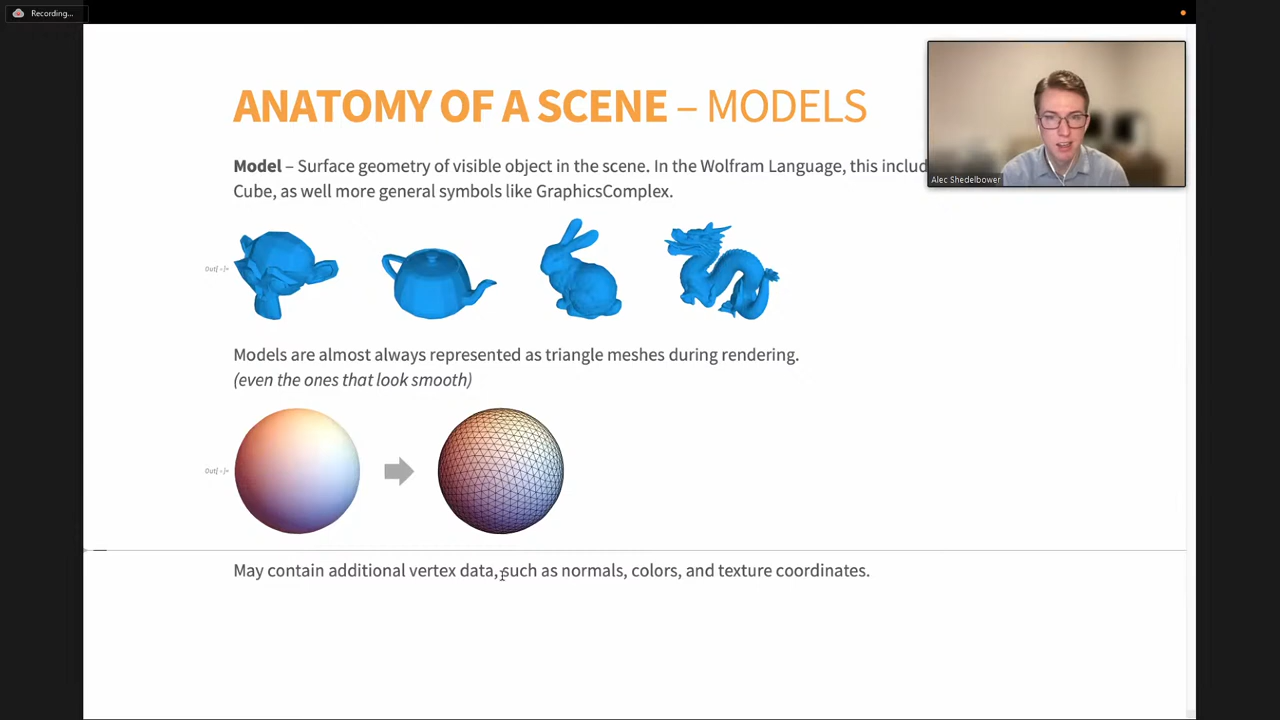 Recording...
ANATOMY OF A SCENE – MODELS
Model – Surface geometry of visible object in the scene. In the Wolfram Language, this includ
Cube, as well more general symbols like GraphicsComplex.
Alec Shedelbower
Out[ ]=
Models are almost always represented as triangle meshes during rendering.
(even the ones that look smooth)
Out[ ]=
May contain additional vertex data, such as normals, colors, and texture coordinates.